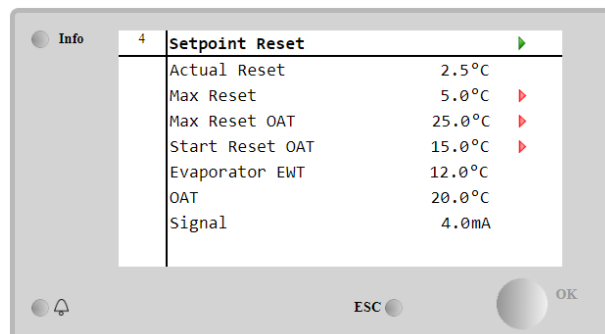 Info
4 Setpoint Reset
Actual Reset 2.5°C
Max Reset 5.0°C
Max Reset OAT 25.0°C
Start Reset OAT 15.0°C
Evaporator EWT 12.0°C
OAT 20.0°C
Signal 4.0mA
ESC OK